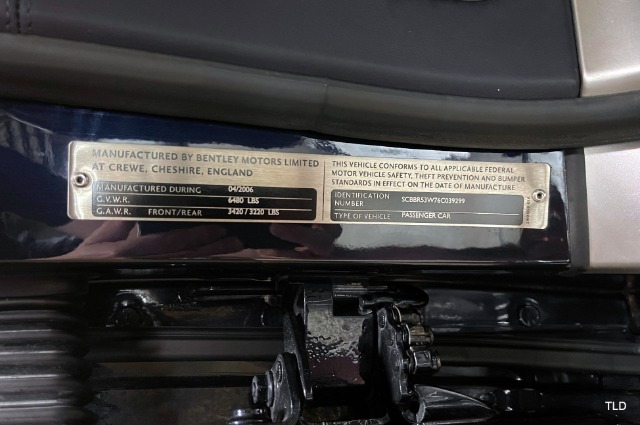 MANUFACTURED BY BENTLEY MOTORS LIMITED
AT CREWE, CHESHIRE, ENGLAND
MANUFACTURED DURING 04/2006
G.V.W.R. 6480 LBS
G.A.W.R. FRONT/REAR 3420 / 3220 LBS
THIS VEHICLE CONFORMS TO ALL APPLICABLE FEDERAL
MOTOR VEHICLE SAFETY, THEFT PREVENTION AND BUMPER
STANDARDS IN EFFECT ON THE DATE OF MANUFACTURE
IDENTIFICATION
NUMBER. SCBBR53W76C039299
TYPE OF VEHICLE PASSENGER CAR
TLD